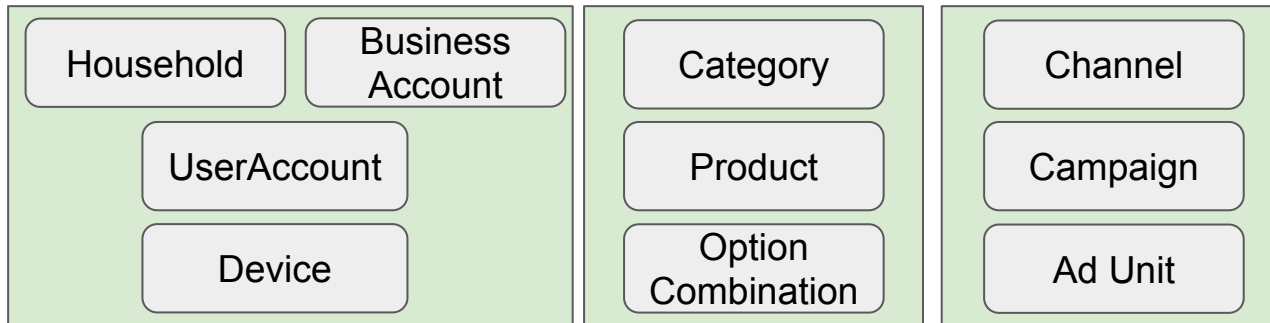 Household
Business
Account
UserAccount
Device
Category
Product
Option
Combination
Channel
Campaign
Ad Unit